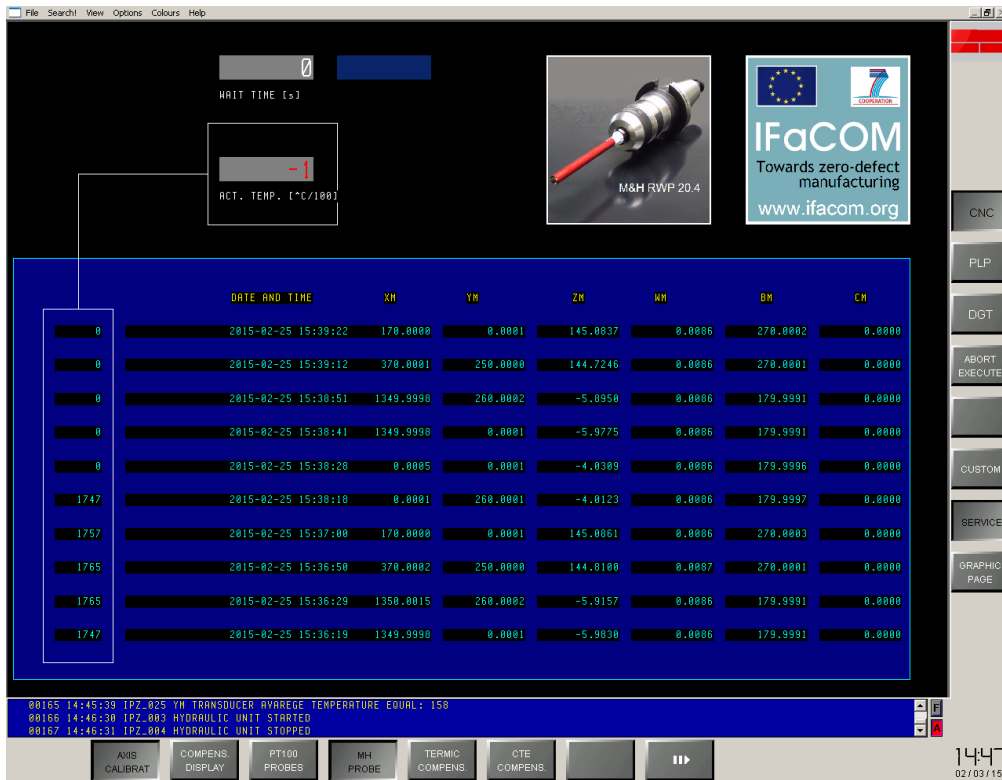 File Search! View Options Colours Help
0
WAIT TIME [s]
-1
ACT. TEMP. [°C/100]
M&H RWP 20.4
7
COOPERATION
IFaCOM
Towards zero-defect
manufacturing
www.ifacom.org
DATE AND TIME XM YM ZM WM BM CM
0 2015-02-25 15:39:22 170.0000 0.0001 145.0837 0.0086 270.0002 0.0000
0 2015-02-25 15:39:12 370.0001 250.0000 144.7246 0.0086 270.0001 0.0000
0 2015-02-25 15:38:51 1349.9998 260.0002 -5.8950 0.0086 179.9991 0.0000
0 2015-02-25 15:38:41 1349.9998 0.0001 -5.9775 0.0086 179.9991 0.0000
0 2015-02-25 15:38:28 0.0005 0.0001 -4.0309 0.0086 179.9996 0.0000
1747 2015-02-25 15:38:18 0.0001 260.0001 -4.0123 0.0086 179.9997 0.0000
1757 2015-02-25 15:37:00 170.0000 0.0001 145.0861 0.0086 270.0003 0.0000
1765 2015-02-25 15:36:50 370.0002 250.0000 144.8100 0.0087 270.0001 0.0000
1765 2015-02-25 15:36:29 1350.0015 260.0002 -5.9157 0.0086 179.9991 0.0000
1747 2015-02-25 15:36:19 1349.9998 0.0001 -5.9830 0.0086 179.9991 0.0000
CNC
PLP
DGT
ABORT
EXECUTE
CUSTOM
SERVICE
GRAPHIC
PAGE
00165 14:45:39 IPZ_025 YM TRANSDUCER AVAREGE TEMPERATURE EQUAL: 158
00166 14:46:30 IPZ_003 HYDRAULIC UNIT STARTED
00167 14:46:31 IPZ_004 HYDRAULIC UNIT STOPPED
F
A
AXIS
CALIBRAT
COMPENS.
DISPLAY
PT100
PROBES
MH
PROBE
TERMIC
COMPENS.
CTE
COMPENS.
14:47
02/03/15